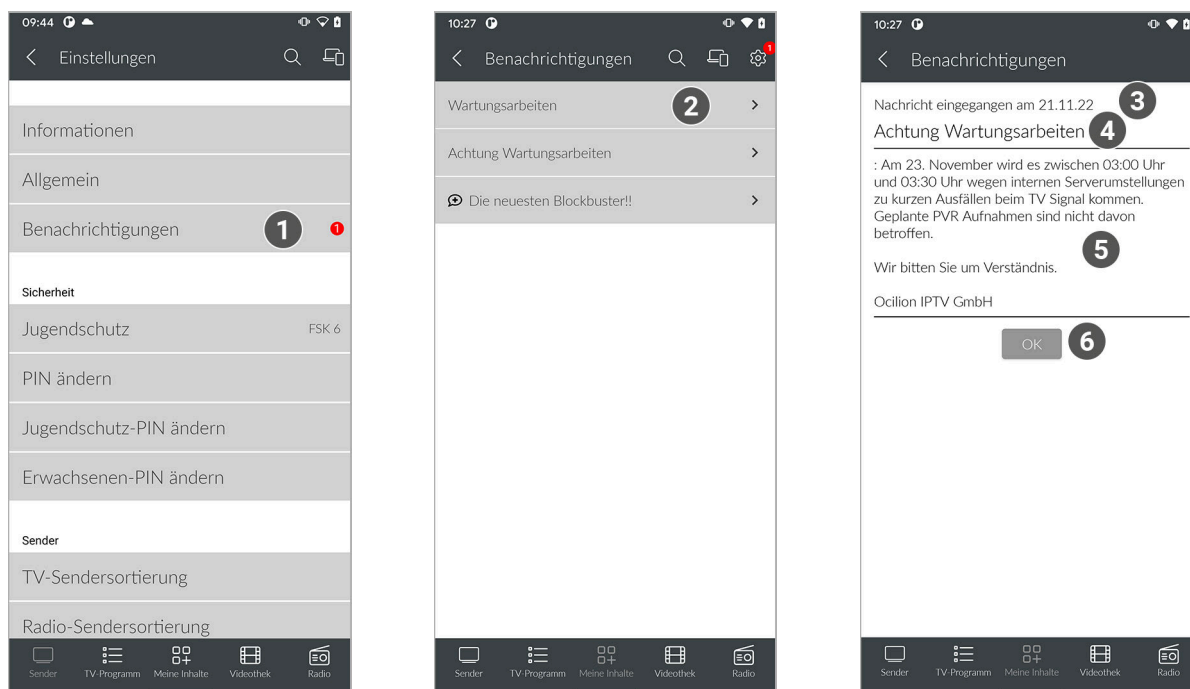 09:44
Einstellungen
Informationen
Allgemein
Benachrichtigungen 1 1
Sicherheit
Jugendschutz FSK 6
PIN ändern
Jugendschutz-PIN ändern
Erwachsenen-PIN ändern
Sender
TV-Sendersortierung
Radio-Sendersortierung
Sender TV-Programm Meine Inhalte Videothek Radio
10:27
Benachrichtigungen 1
Wartungsarbeiten 2
Achtung Wartungsarbeiten
Die neuesten Blockbuster!!
Sender TV-Programm Meine Inhalte Videothek Radio
10:27
Benachrichtigungen
Nachricht eingegangen am 21.11.22 3
Achtung Wartungsarbeiten 4
: Am 23. November wird es zwischen 03:00 Uhr
und 03:30 Uhr wegen internen Serverumstellungen
zu kurzen Ausfällen beim TV Signal kommen.
Geplante PVR Aufnahmen sind nicht davon
betroffen.
5
Wir bitten Sie um Verständnis.
Ocilion IPTV GmbH
OK 6
Sender TV-Programm Meine Inhalte Videothek Radio